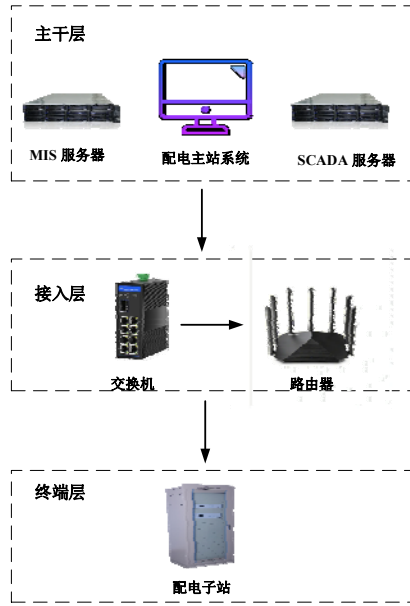 主干层
MIS 服务器
配电主站系统
SCADA 服务器
接入层
交换机
路由器
终端层
配电子站